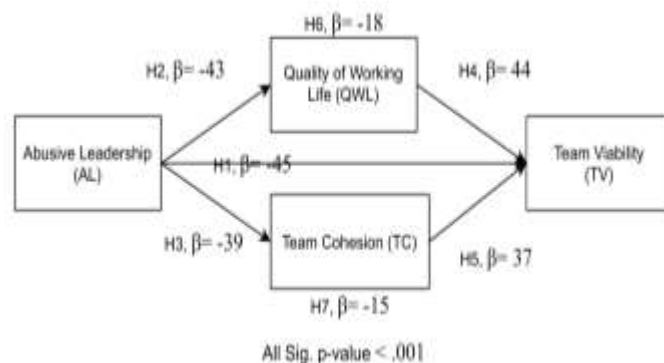 H6, β= -18
H2, β= -43
Quality of Working
Life (QWL)
H4, β= 44
Abusive Leadership
(AL)
H1, β= -45
Team Viability
(TV)
H3, β= -39
Team Cohesion (TC)
H5, β= 37
H7, β= -15
All Sig. p-value < .001